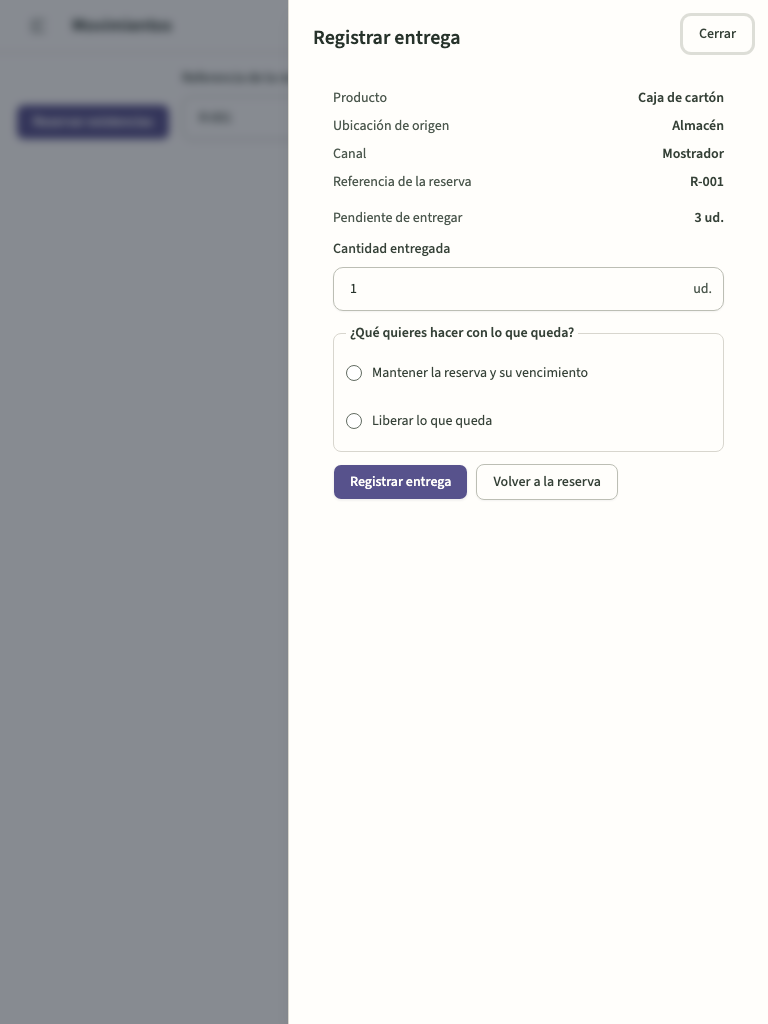 Movimientos
Registrar entrega
Cerrar
Producto
Caja de cartón
Ubicación de origen
Almacén
Canal
Mostrador
Referencia de la reserva
R-001
Pendiente de entregar
3 ud.
Cantidad entregada
1
ud.
¿Qué quieres hacer con lo que queda?
Mantener la reserva y su vencimiento
Liberar lo que queda
Registrar entrega
Volver a la reserva